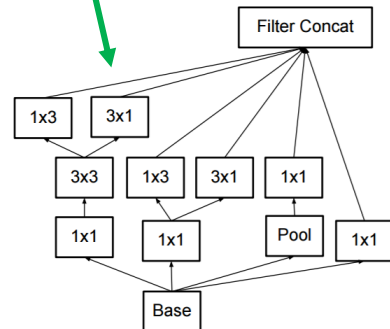 Filter Concat
1x3 3x1
3x3 1x3 3x1 1x1
1x1 1x1 Pool 1x1
Base